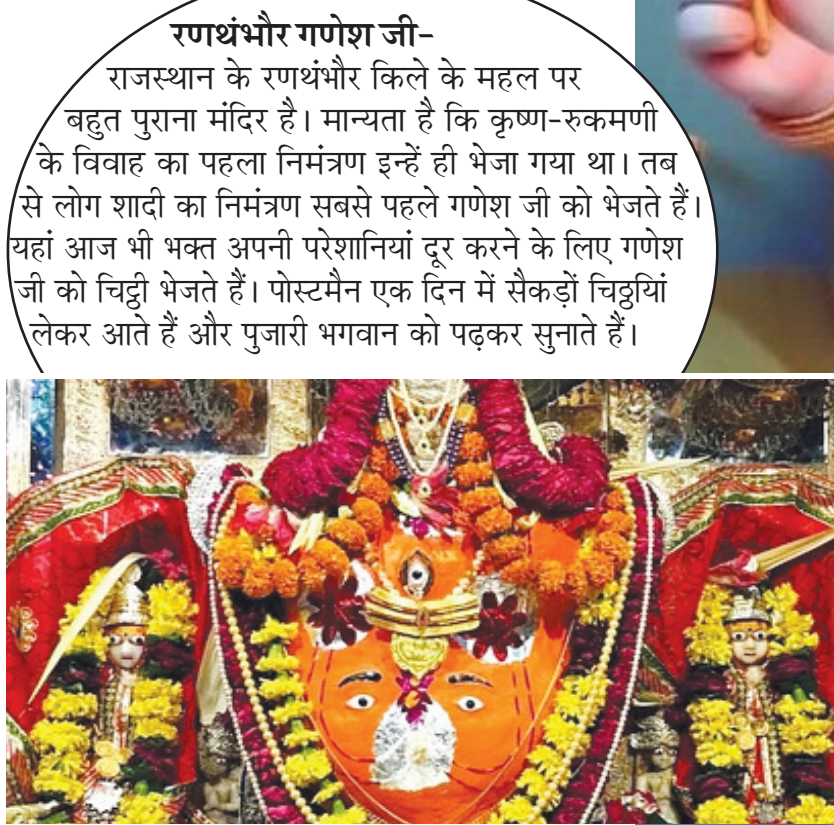 रणथंभौर गणेश जी-
राजस्थान के रणथंभौर किले के महल पर
बहुत पुराना मंदिर है। मान्यता है कि कृष्ण-रुकमणी
के विवाह का पहला निमंत्रण इन्हें ही भेजा गया था। तब
से लोग शादी का निमंत्रण सबसे पहले गणेश जी को भेजते हैं।
यहां आज भी भक्त अपनी परेशानियां दूर करने के लिए गणेश
जी को चिट्ठी भेजते हैं। पोस्टमैन एक दिन में सैकड़ों चिठ्ठयिां
लेकर आते हैं और पुजारी भगवान को पढ़कर सुनाते हैं।